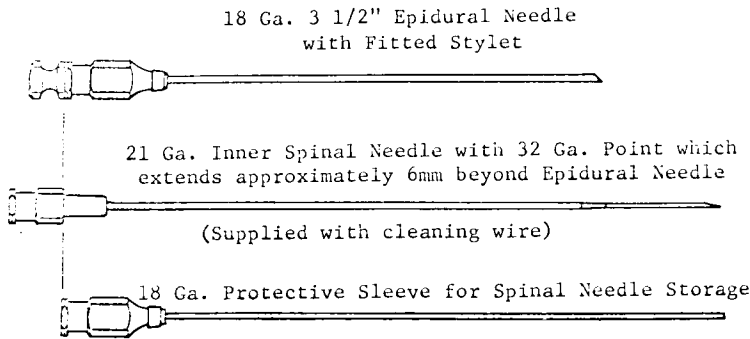 18 Ga. 3 1/2" Epidural Needle
with Fitted Stylet
21 Ga. Inner Spinal Needle with 32 Ga. Point which
extends approximately 6mm beyond Epidural Needle
(Supplied with cleaning wire)
18 Ga. Protective Sleeve for Spinal Needle Storage